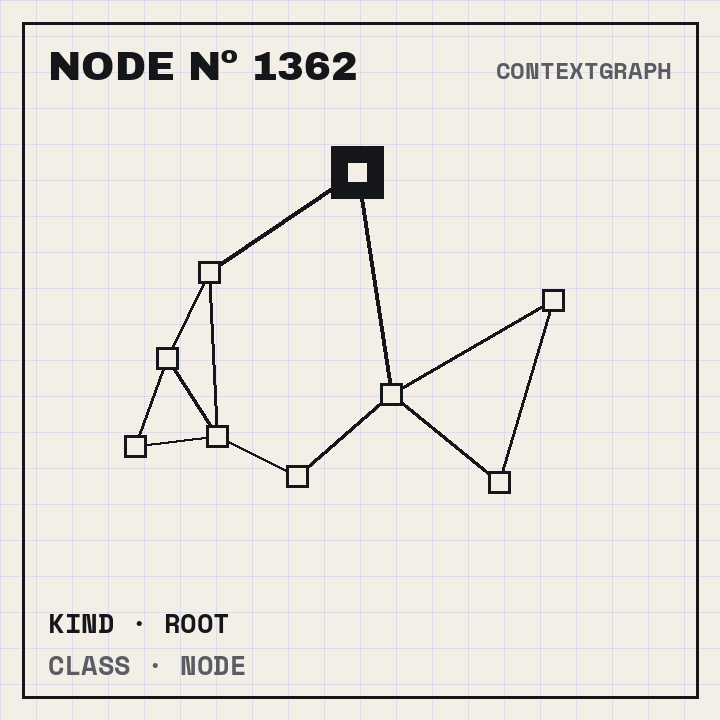 NODE Nº 1362
CONTEXTGRAPH
KIND · ROOT
CLASS · NODE